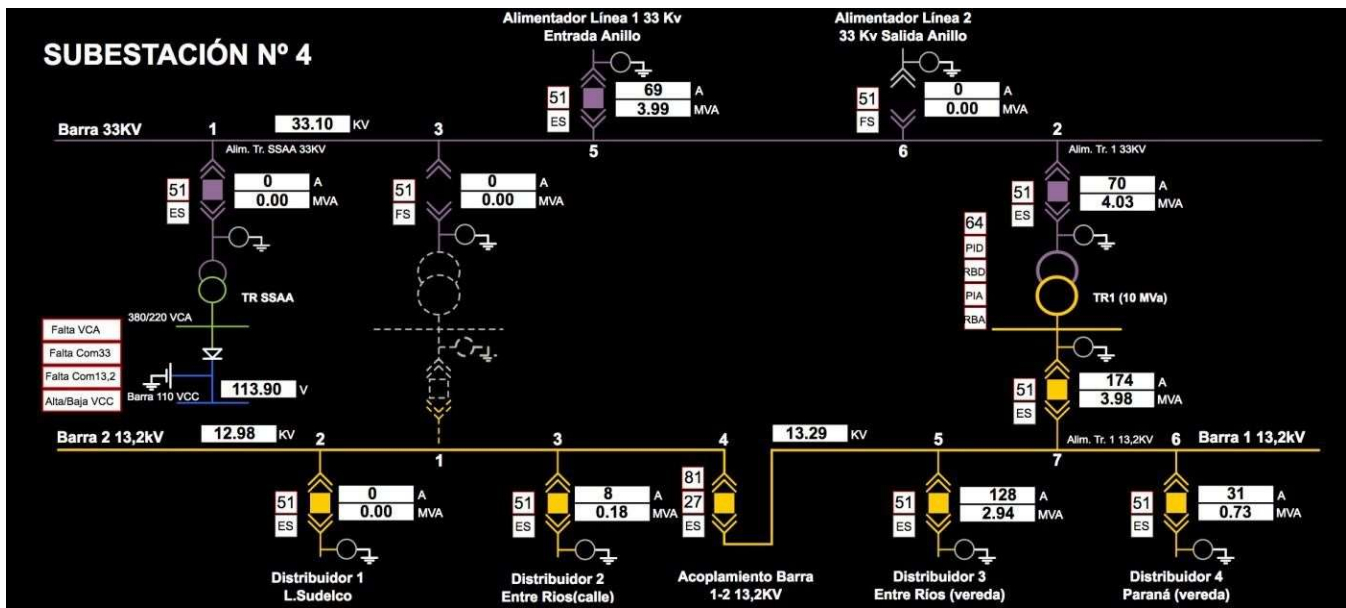 SUBESTACIÓN Nº 4
Alimentador Línea 1 33 Kv
Entrada Anillo
51
ES
69 A
3.99 MVA
5
Alimentador Línea 2
33 Kv Salida Anillo
51
FS
0 A
0.00 MVA
6
Barra 33KV
33.10 KV
1
Alim. Tr. SSAA 33KV
51
ES
0 A
0.00 MVA
TR SSAA
380/220 VCA
Falta VCA
Falta Com33
Falta Com13,2
Alta/Baja VCC
Barra 110 VCC
113.90 V
3
51
FS
0 A
0.00 MVA
2
Alim. Tr. 1 33KV
51
ES
70 A
4.03 MVA
64
PID
RBD
PIA
RBA
TR1 (10 MVa)
51
ES
174 A
3.98 MVA
Alim. Tr. 1 13,2KV
7
Barra 2 13,2kV
12.98 KV
1
13.29 KV
Barra 1 13,2kV
2
51
ES
0 A
0.00 MVA
Distribuidor 1
L.Sudelco
3
51
ES
8 A
0.18 MVA
Distribuidor 2
Entre Rios(calle)
4
81
27
ES
Acoplamiento Barra
1-2 13,2KV
5
51
ES
128 A
2.94 MVA
Distribuidor 3
Entre Ríos (vereda)
6
51
ES
31 A
0.73 MVA
Distribuidor 4
Paraná (vereda)